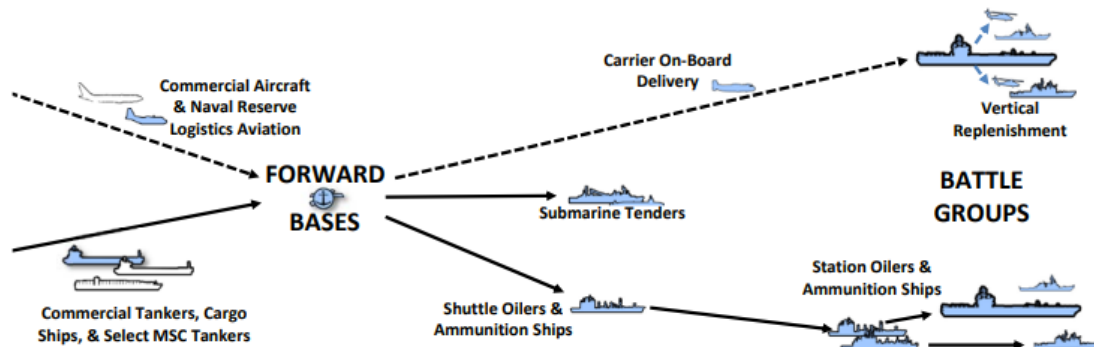 Commercial Aircraft
& Naval Reserve
Logistics Aviation
Carrier On-Board
Delivery
Vertical
Replenishment
FORWARD
BASES
BATTLE
GROUPS
Submarine Tenders
Commercial Tankers, Cargo
Ships, & Select MSC Tankers
Shuttle Oilers &
Ammunition Ships
Station Oilers &
Ammunition Ships